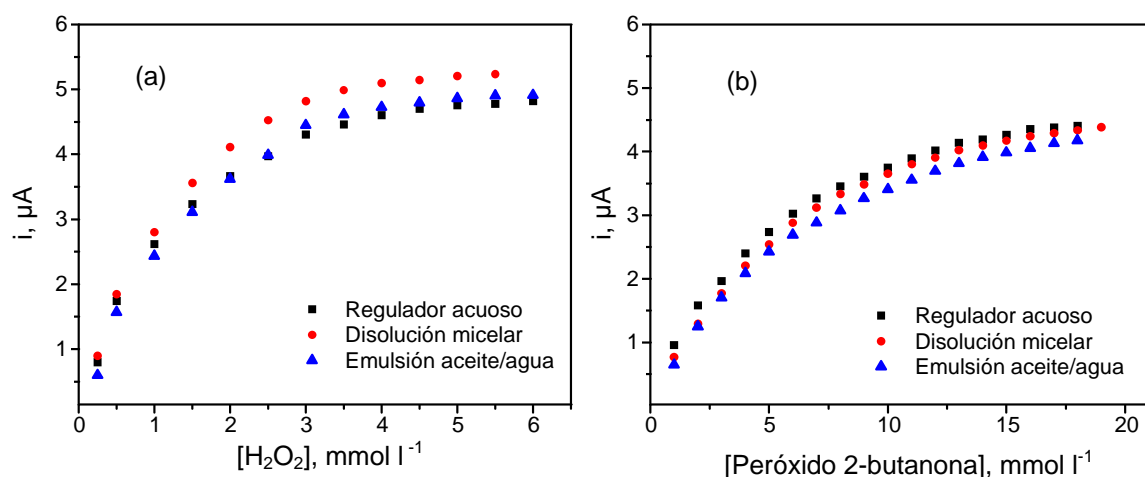 6
5
4
3
2
1
i, µA
(a)
Regulador acuoso
Disolución micelar
Emulsión aceite/agua
0 1 2 3 4 5 6
[H₂O₂], mmol l⁻¹
6
5
4
3
2
1
i, µA
(b)
Regulador acuoso
Disolución micelar
Emulsión aceite/agua
0 5 10 15 20
[Peróxido 2-butanona], mmol l⁻¹